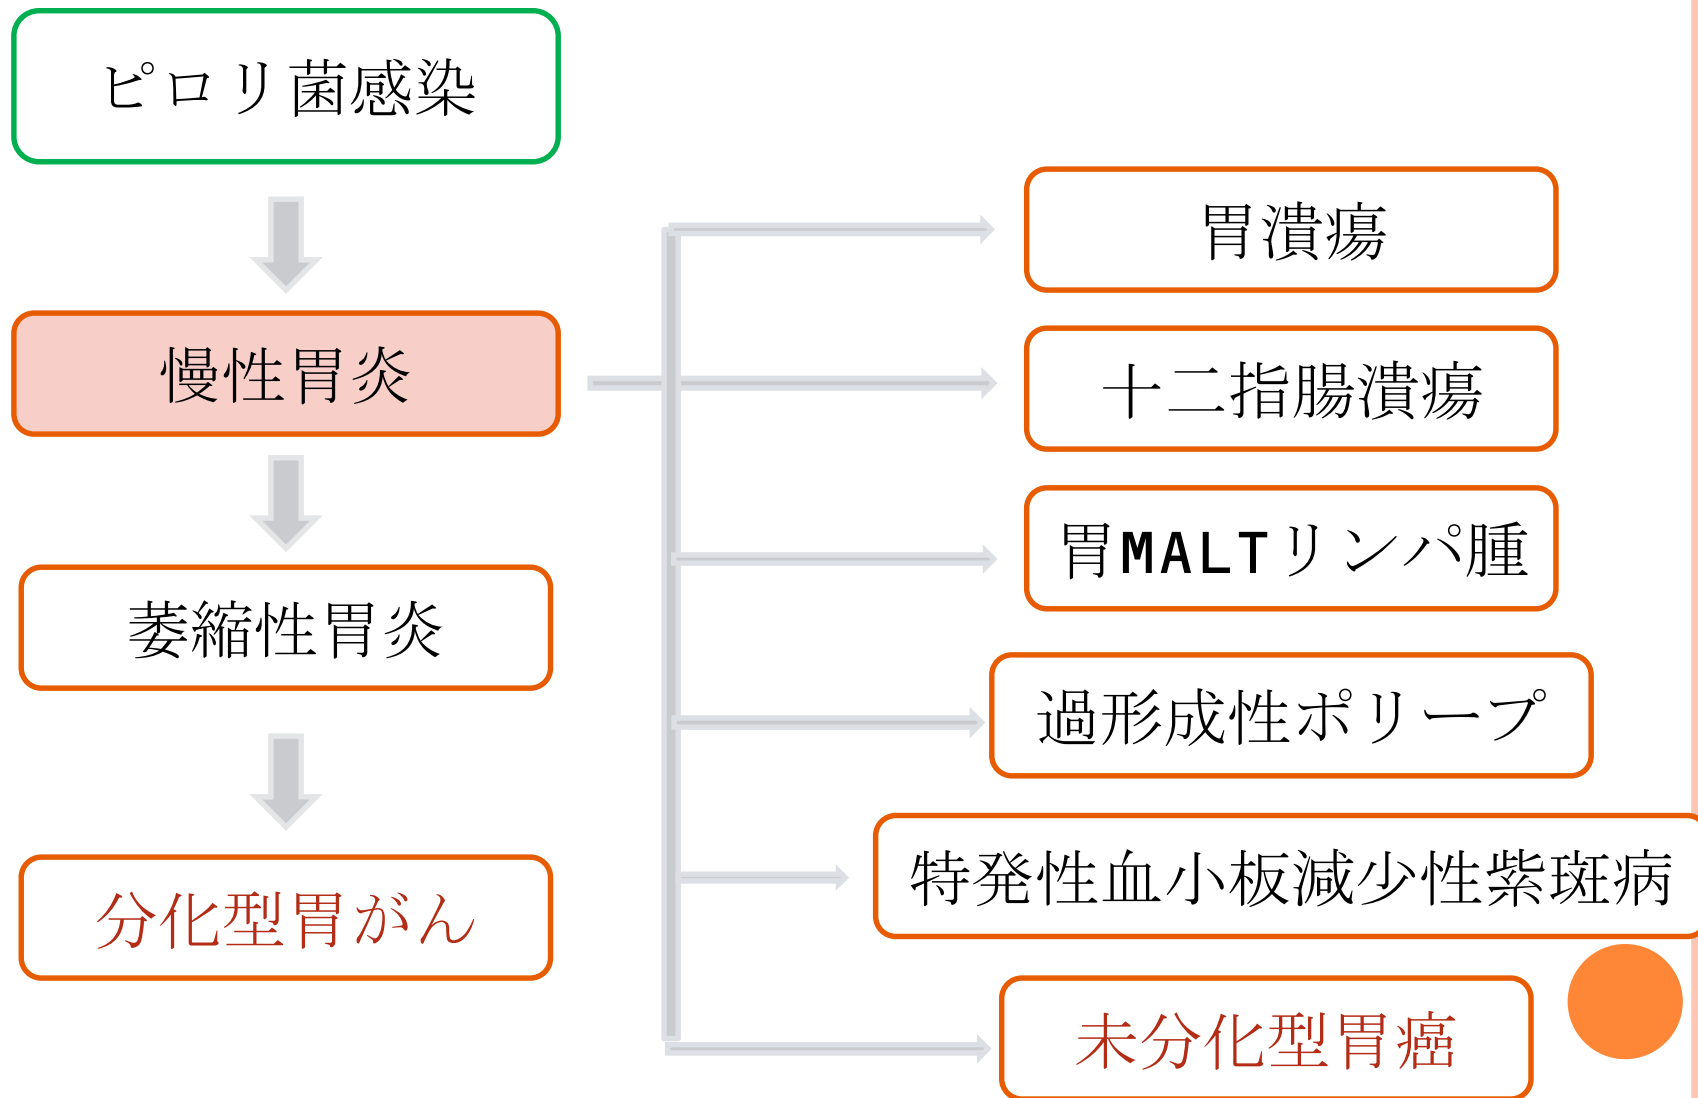 ピロリ菌感染
慢性胃炎
萎縮性胃炎
分化型胃がん
胃潰瘍
十二指腸潰瘍
胃MALTリンパ腫
過形成性ポリープ
特発性血小板減少性紫斑病
未分化型胃癌